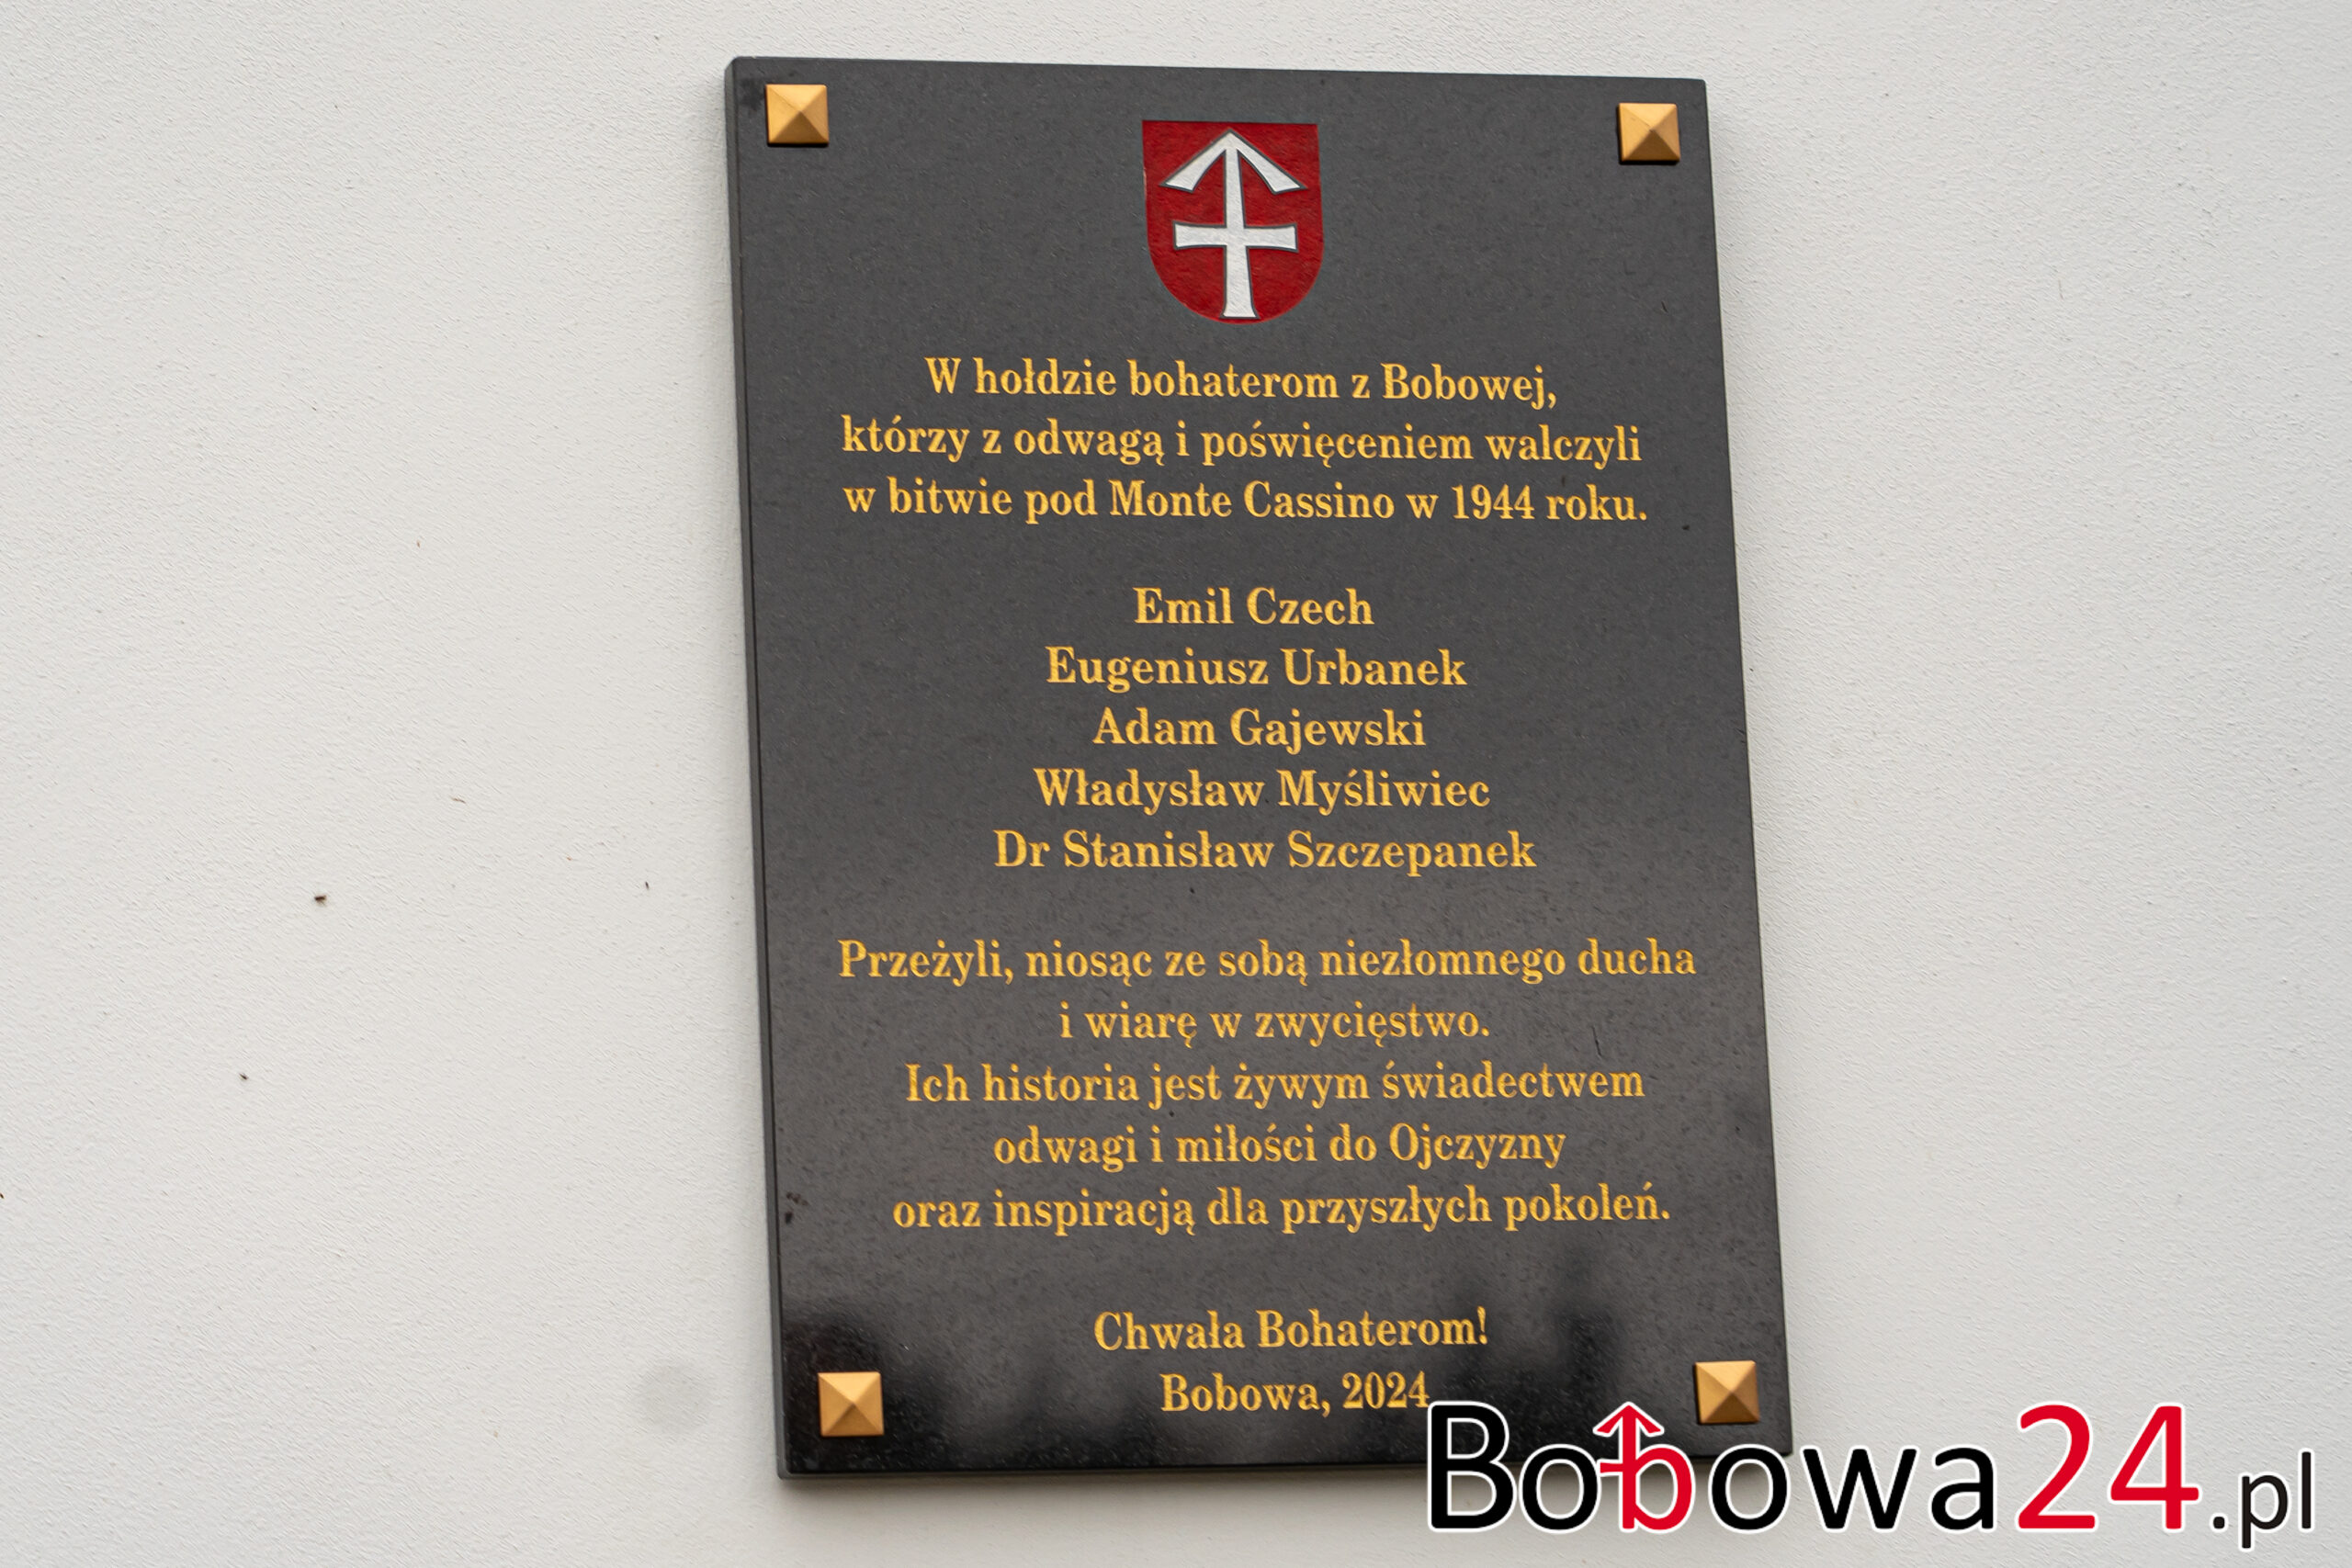 W hołdzie bohaterom z Bobowej,
którzy z odwagą i poświęceniem walczyli
w bitwie pod Monte Cassino w 1944 roku.
Emil Czech
Eugeniusz Urbanek
Adam Gajewski
Władysław Myśliwiec
Dr Stanisław Szczepanek
Przeżyli, niosąc ze sobą niezłomnego ducha
i wiarę w zwycięstwo.
Ich historia jest żywym świadectwem
odwagi i miłości do Ojczyzny
oraz inspiracją dla przyszłych pokoleń.
Chwała Bohaterom!
Bobowa, 2024
Bobowa24.pl